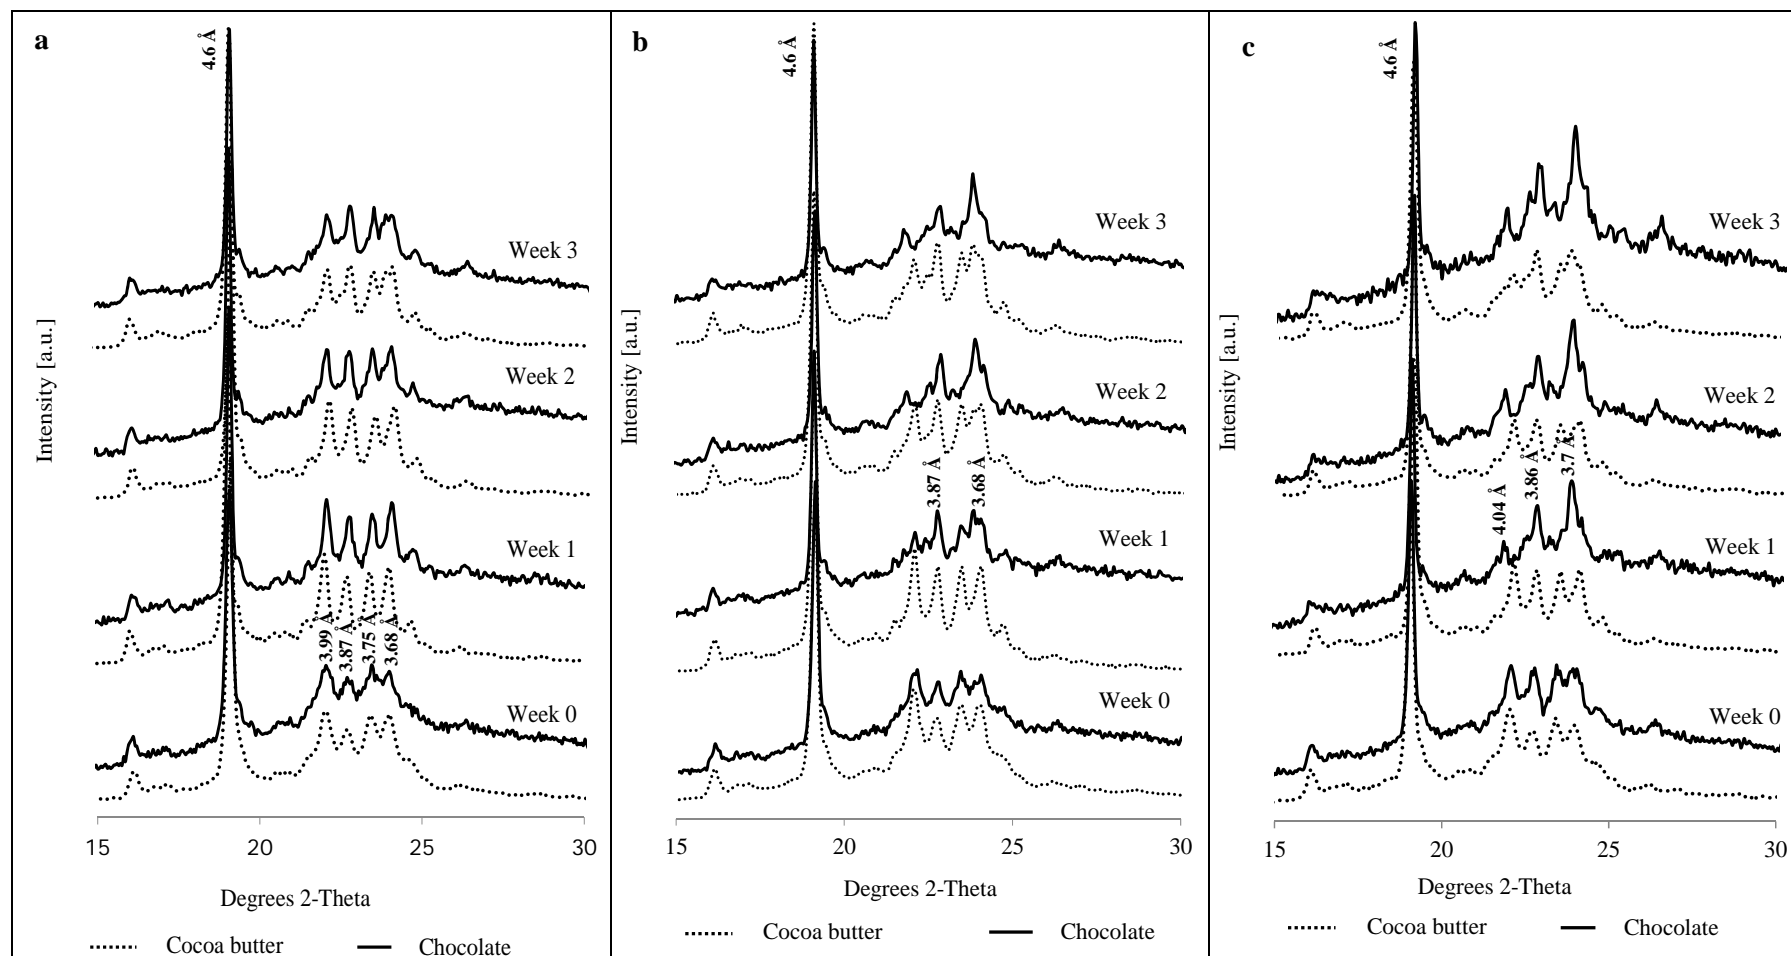 a
4.6 Å
Week 3
Week 2
Week 1
3.99 Å
3.87 Å
3.75 Å
3.68 Å
Week 0
Intensity [a.u.]
15 20 25 30
Degrees 2-Theta
Cocoa butter Chocolate
b
4.6 Å
Week 3
Week 2
3.87 Å
3.68 Å
Week 1
Week 0
Intensity [a.u.]
15 20 25 30
Degrees 2-Theta
Cocoa butter Chocolate
c
4.6 Å
Week 3
Week 2
4.04 Å
3.86 Å
3.7 Å
Week 1
Week 0
Intensity [a.u.]
15 20 25 30
Degrees 2-Theta
Cocoa butter Chocolate